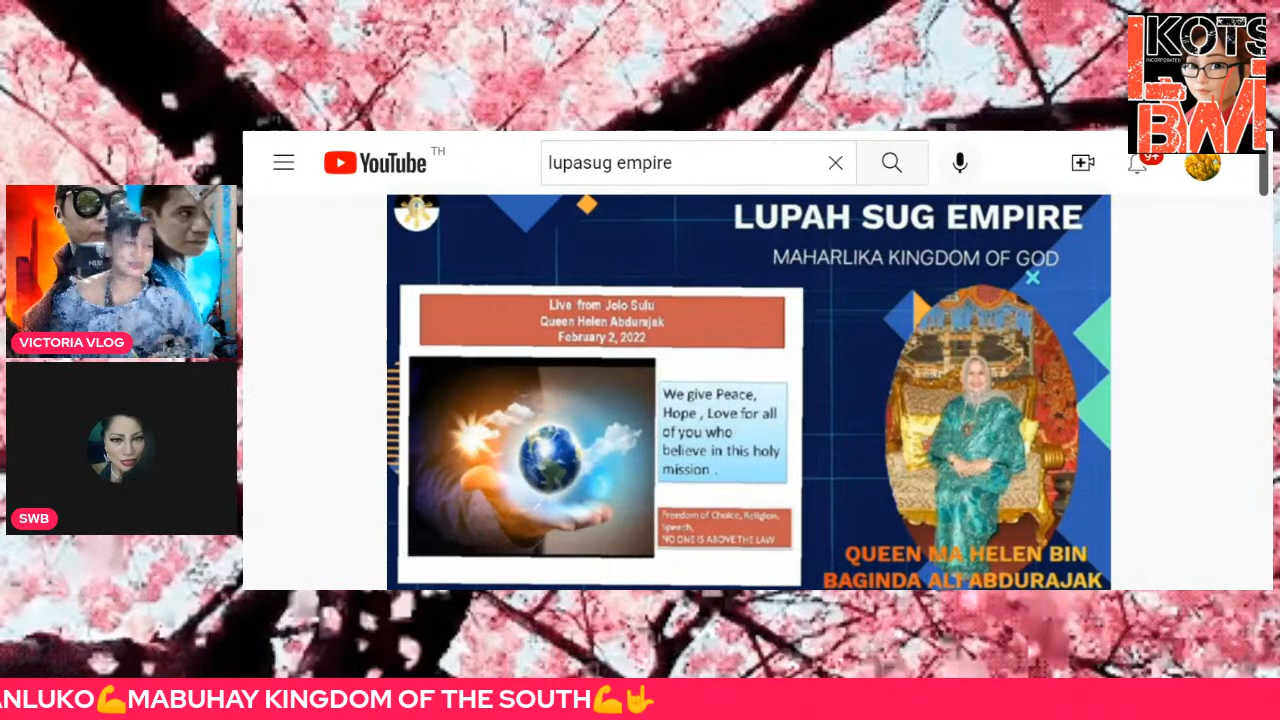 KOTS
INCORPORATED
LBWI
YouTube TH
lupasug empire
9+
LUPAH SUG EMPIRE
MAHARLIKA KINGDOM OF GOD
Live from Jolo Sulu
Queen Helen Abdurajak
February 2, 2022
We give Peace,
Hope , Love for all
of you who
believe in this holy
mission .
Freedom of Choice, Religion,
Speech,
NO ONE IS ABOVE THE LAW
QUEEN MA HELEN BIN
BAGINDA ALI ABDURAJAK
VICTORIA VLOG
SWB
ANLUKO💪MABUHAY KINGDOM OF THE SOUTH💪🤟